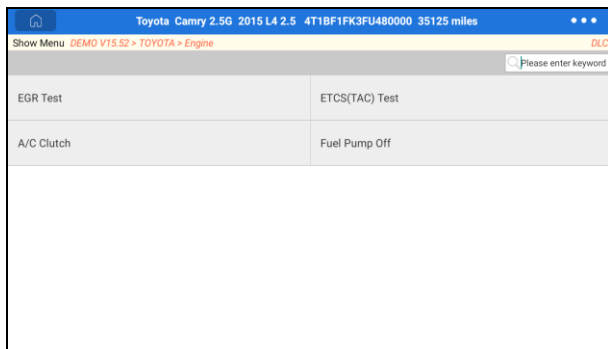 Toyota Camry 2.5G 2015 L4 2.5 4T1BF1FK3FU480000 35125 miles
Show Menu DEMO V15.52 > TOYOTA > Engine DLC
Please enter keyword
EGR Test ETCS(TAC) Test
A/C Clutch Fuel Pump Off